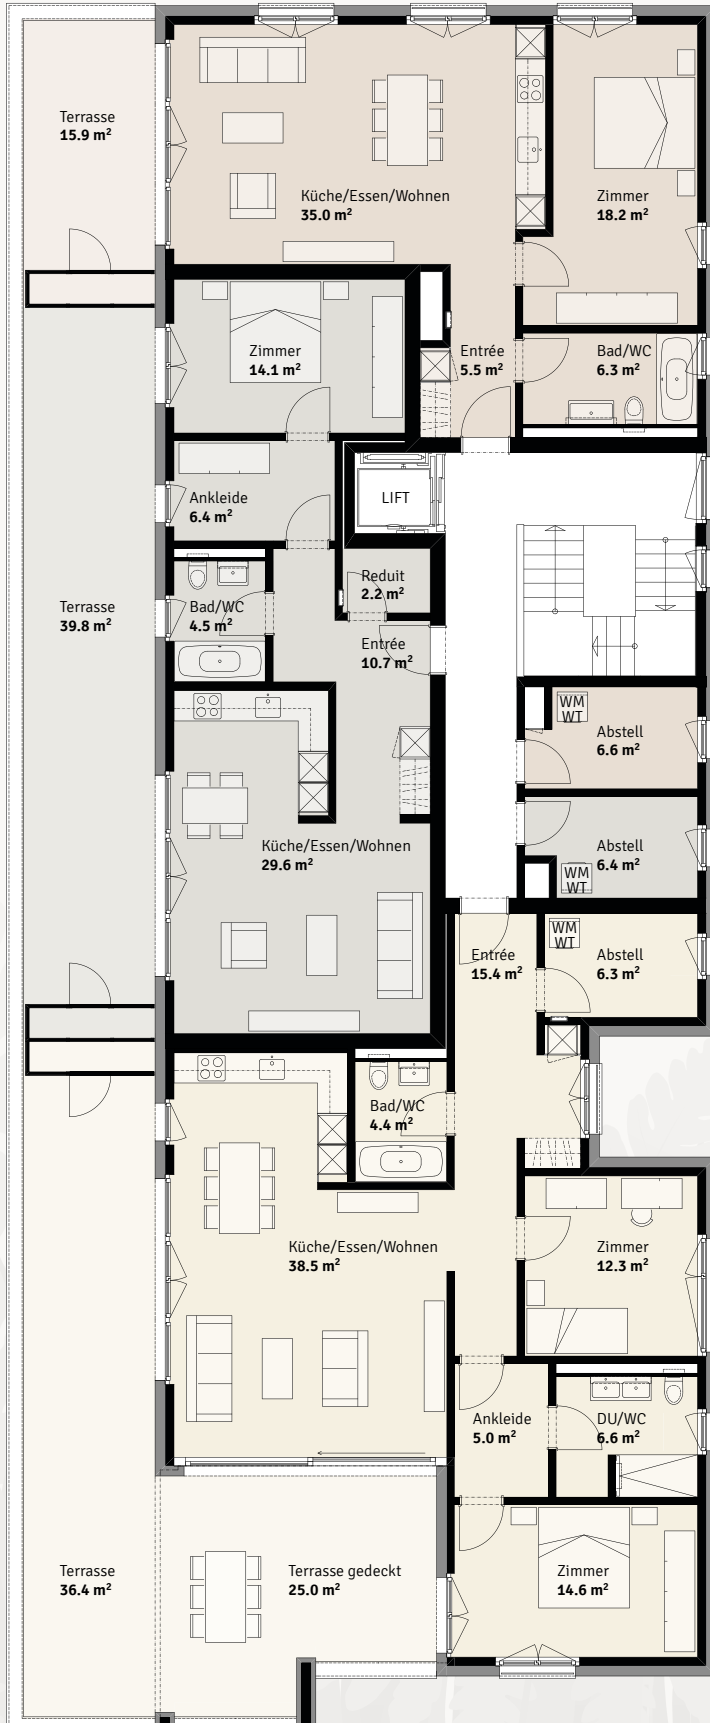 Terrasse
15.9 m²
Küche/Essen/Wohnen
35.0 m²
Zimmer
18.2 m²
Zimmer
14.1 m²
Entrée
5.5 m²
Bad/WC
6.3 m²
Ankleide
6.4 m²
LIFT
Reduit
2.2 m²
Terrasse
39.8 m²
Bad/WC
4.5 m²
Entrée
10.7 m²
WM
WT
Abstell
6.6 m²
Küche/Essen/Wohnen
29.6 m²
Abstell
6.4 m²
WM
WT
Entrée
15.4 m²
WM
WT
Abstell
6.3 m²
Bad/WC
4.4 m²
Küche/Essen/Wohnen
38.5 m²
Zimmer
12.3 m²
Ankleide
5.0 m²
DU/WC
6.6 m²
Terrasse
36.4 m²
Terrasse gedeckt
25.0 m²
Zimmer
14.6 m²